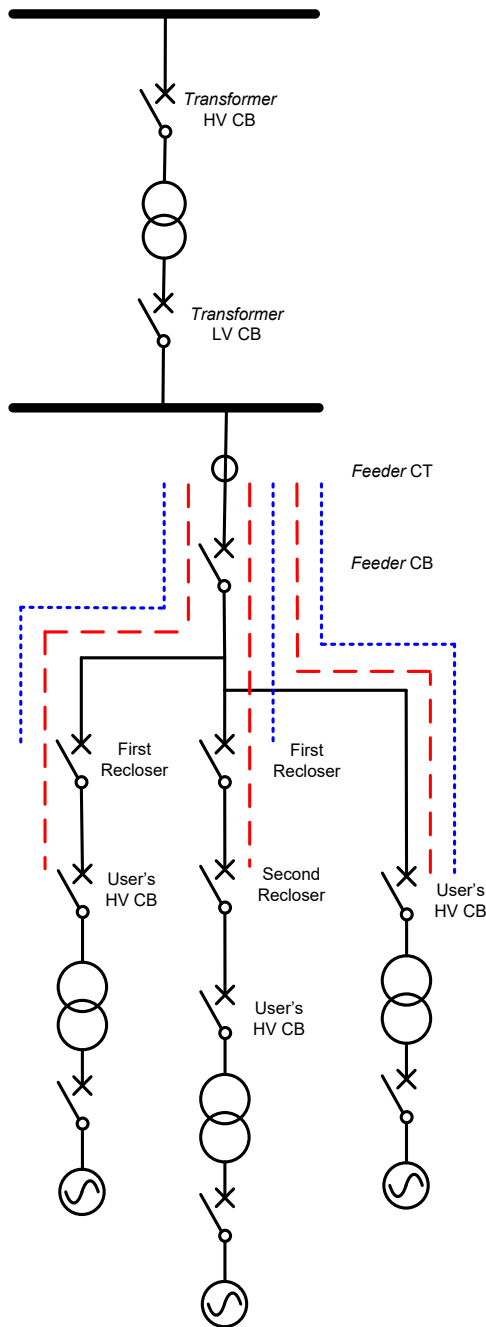 Transformer
HV CB
Transformer
LV CB
Feeder CT
Feeder CB
First
Recloser
First
Recloser
User's
HV CB
Second
Recloser
User's
HV CB
User's
HV CB